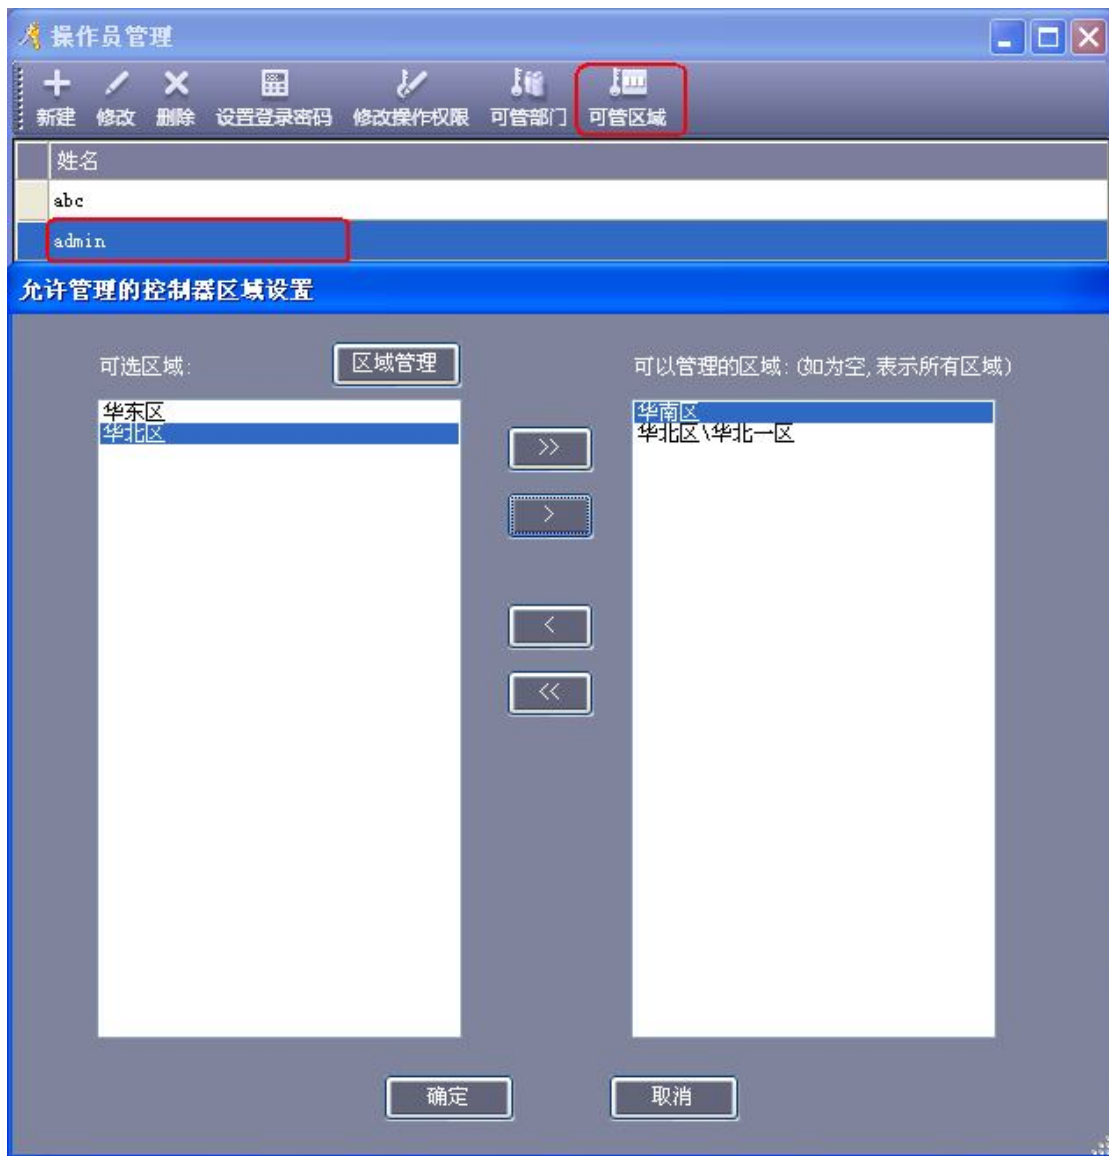 操作员管理
新建 修改 删除 设置登录密码 修改操作权限 可管部门 可管区域
姓名
abc
admin
允许管理的控制器区域设置
可选区域: 区域管理 可以管理的区域: (如为空, 表示所有区域)
华东区 华南区
华北区 华北区\华北一区
>>
>
<
<<
确定 取消